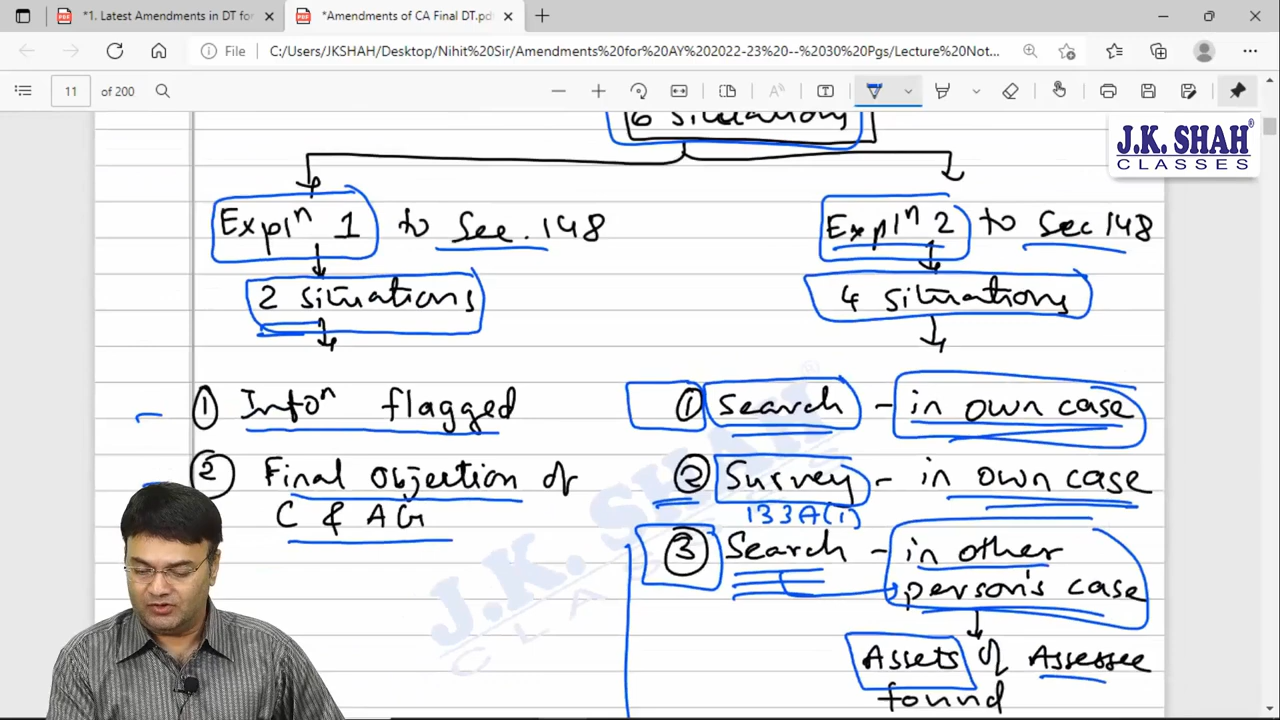 *1. Latest Amendments in DT for
*Amendments of CA Final DT.pdf
File
C:/Users/JKSHAH/Desktop/Nihit%20Sir/Amendments%20for%20AY%202022-23%20--%2030%20Pgs/Lecture%20Not...
11 of 200
J.K. SHAH®
CLASSES
6 situations
Explⁿ 1 to Sec. 148
Explⁿ 2 to Sec 148
2 situations
4 situations
① Infoⁿ flagged
② Final objection of
C & AG
① Search - in own case
② Survey - in own case
133A(1)
③ Search - in other
person's case
Assets of Assessee
found
J.K. SHAH